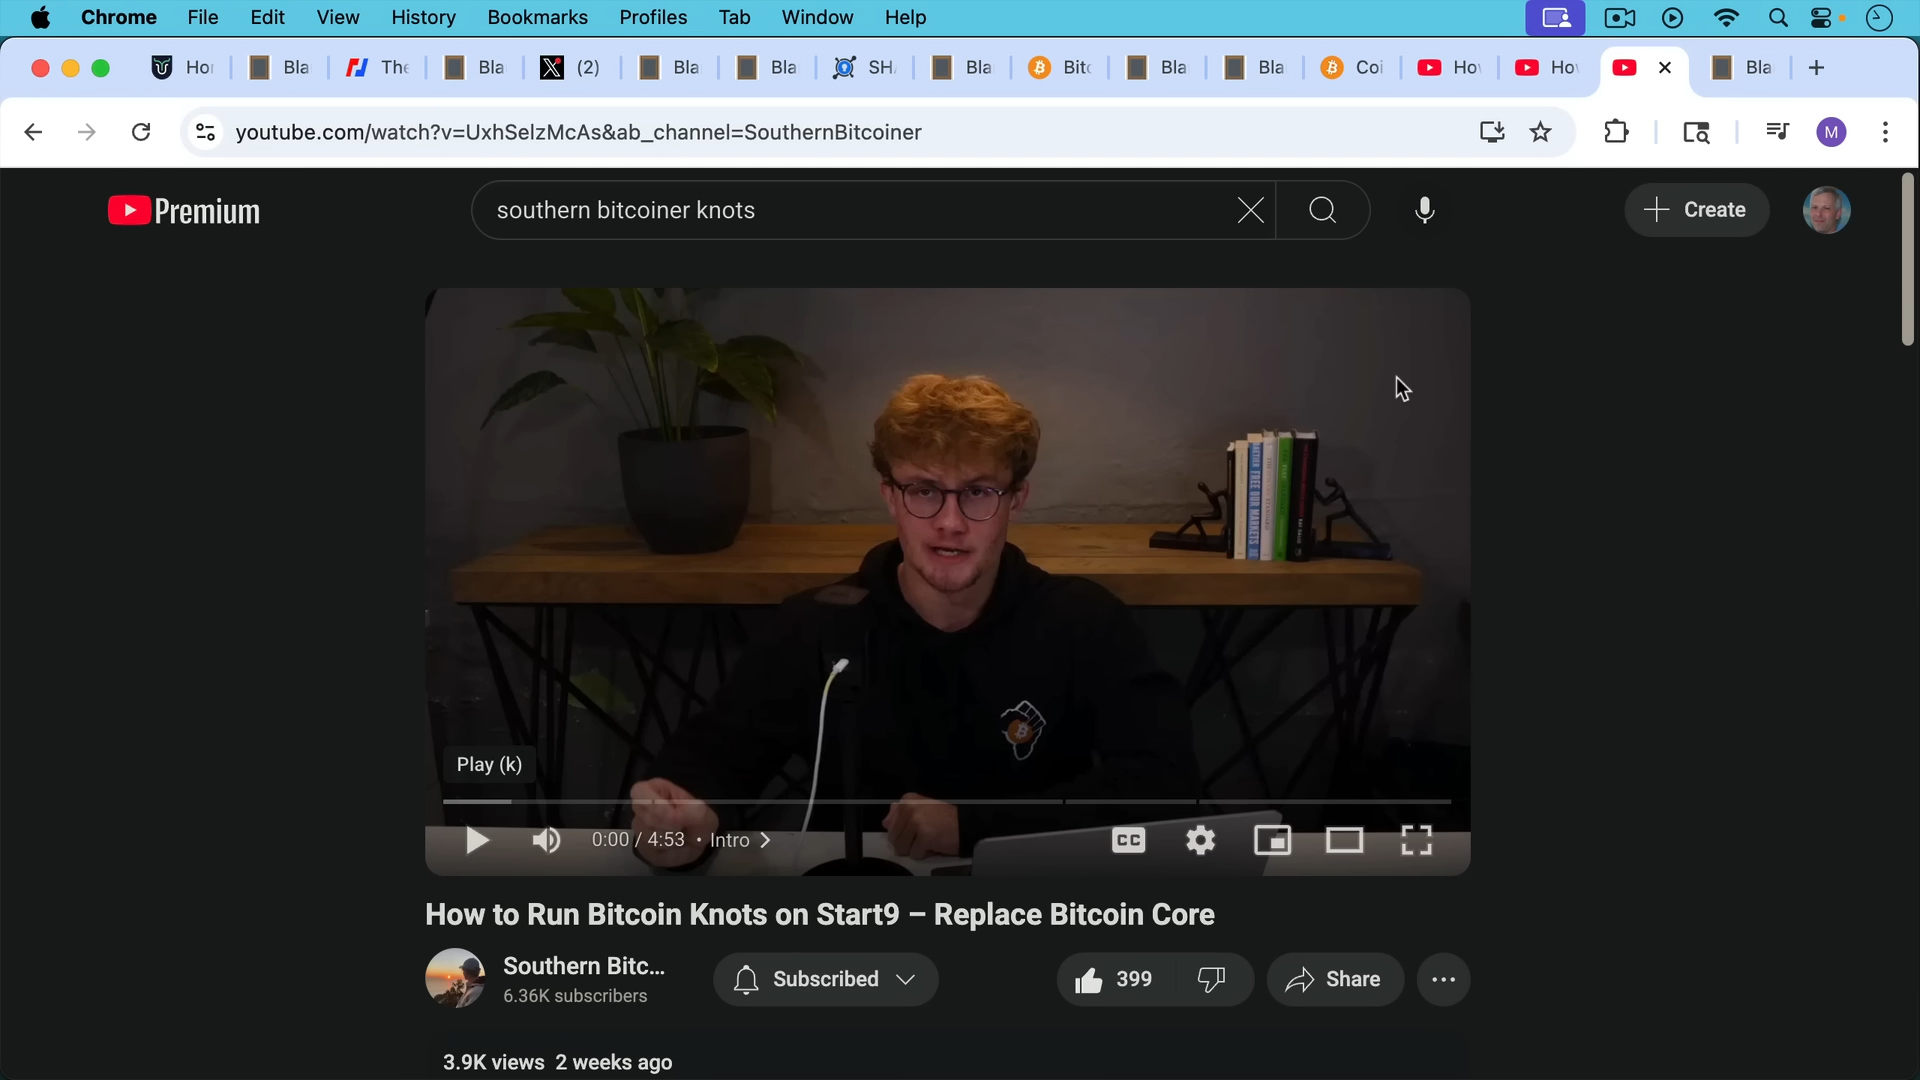 Chrome File Edit View History Bookmarks Profiles Tab Window Help
Ho Bla The Bla (2) Bla Bla SH Bla Bitc Bla Bla Coi Ho Ho Bla
youtube.com/watch?v=UxhSelzMcAs&ab_channel=SouthernBitcoiner
M
Premium
southern bitcoiner knots
Create
Play (k)
0:00 / 4:53 • Intro
CC
How to Run Bitcoin Knots on Start9 – Replace Bitcoin Core
Southern Bitc...
6.36K subscribers
Subscribed
399
Share
3.9K views 2 weeks ago